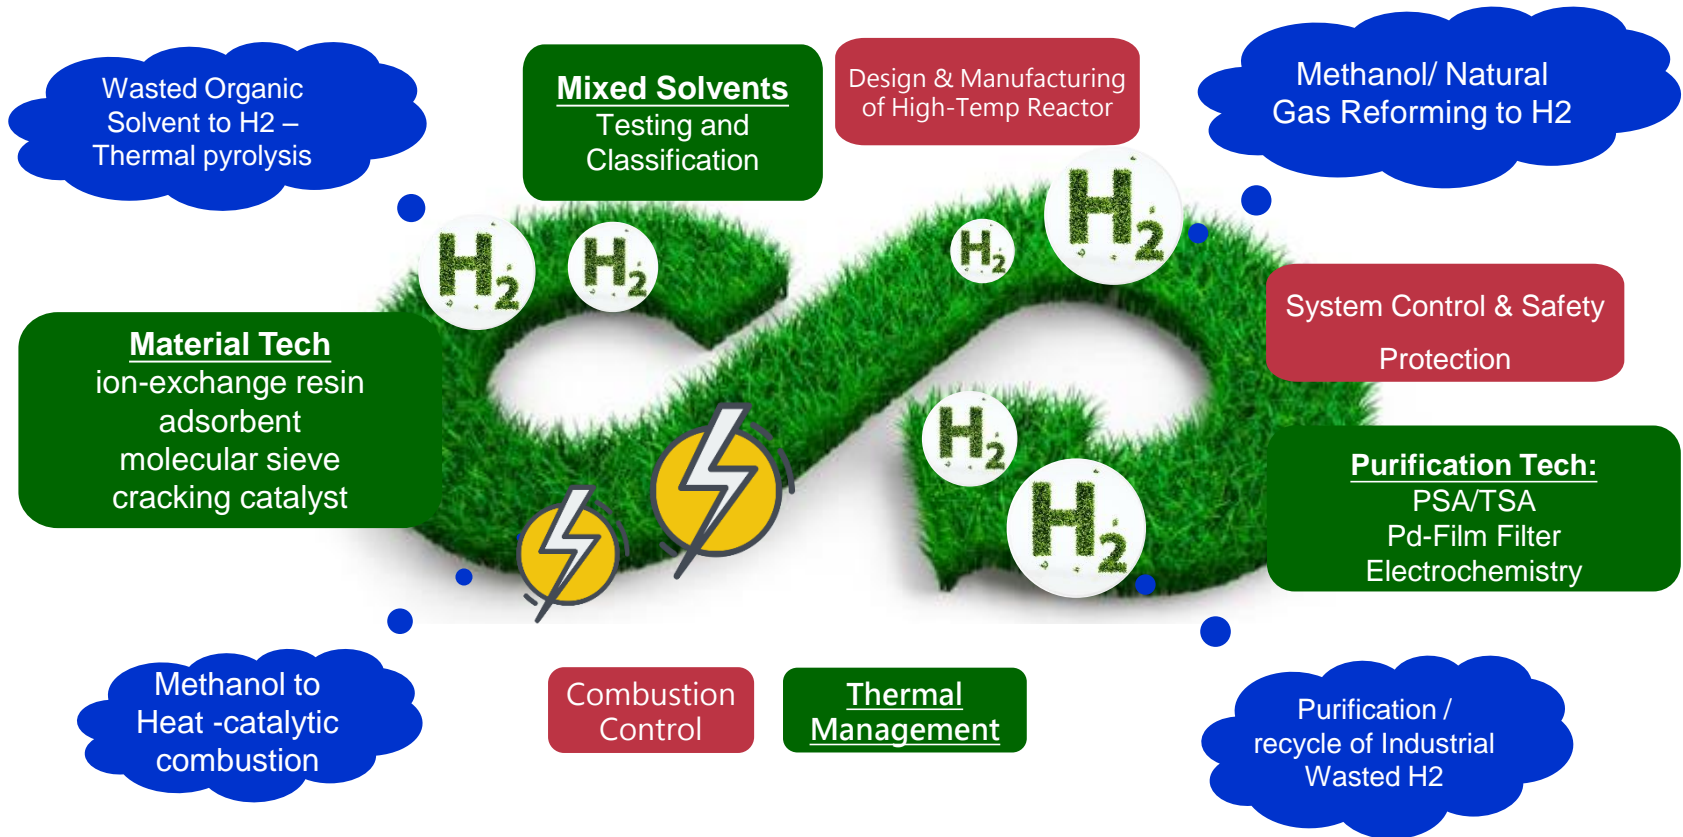 Wasted Organic
Solvent to H2 –
Thermal pyrolysis
Mixed Solvents
Testing and
Classification
Design & Manufacturing
of High-Temp Reactor
Methanol/ Natural
Gas Reforming to H2
H2
H2
H2
H2
System Control & Safety
Protection
Material Tech
ion-exchange resin
adsorbent
molecular sieve
cracking catalyst
H2
H2
Purification Tech:
PSA/TSA
Pd-Film Filter
Electrochemistry
Methanol to
Heat -catalytic
combustion
Combustion
Control
Thermal
Management
Purification /
recycle of Industrial
Wasted H2